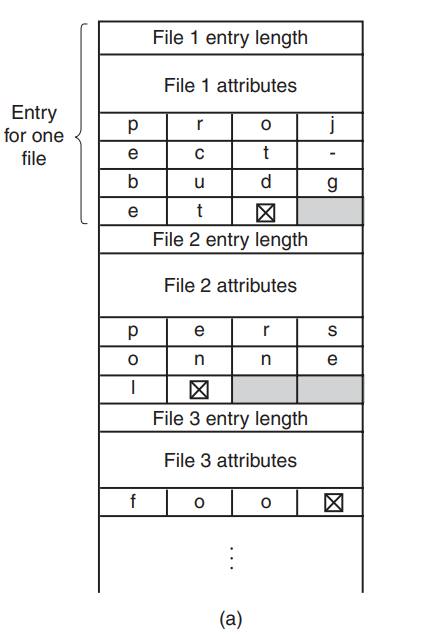 File 1 entry length
File 1 attributes
Entry
for one
file
p r o j
e c t -
b u d g
e t
File 2 entry length
File 2 attributes
p e r s
o n n e
l
File 3 entry length
File 3 attributes
f o o
(a)